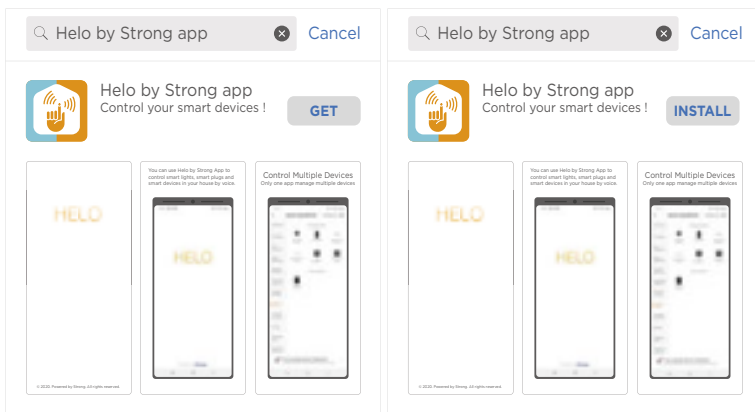 Helo by Strong app
Cancel
Helo by Strong app
Control your smart devices !
GET
HELO
© 2020. Powered by Strong. All rights reserved.
You can use Helo by Strong App to
control smart lights, smart plugs and
smart devices in your house by voice.
HELO
Control Multiple Devices
Only one app manage multiple devices
Helo by Strong app
Cancel
Helo by Strong app
Control your smart devices !
INSTALL
HELO
© 2020. Powered by Strong. All rights reserved.
You can use Helo by Strong App to
control smart lights, smart plugs and
smart devices in your house by voice.
HELO
Control Multiple Devices
Only one app manage multiple devices